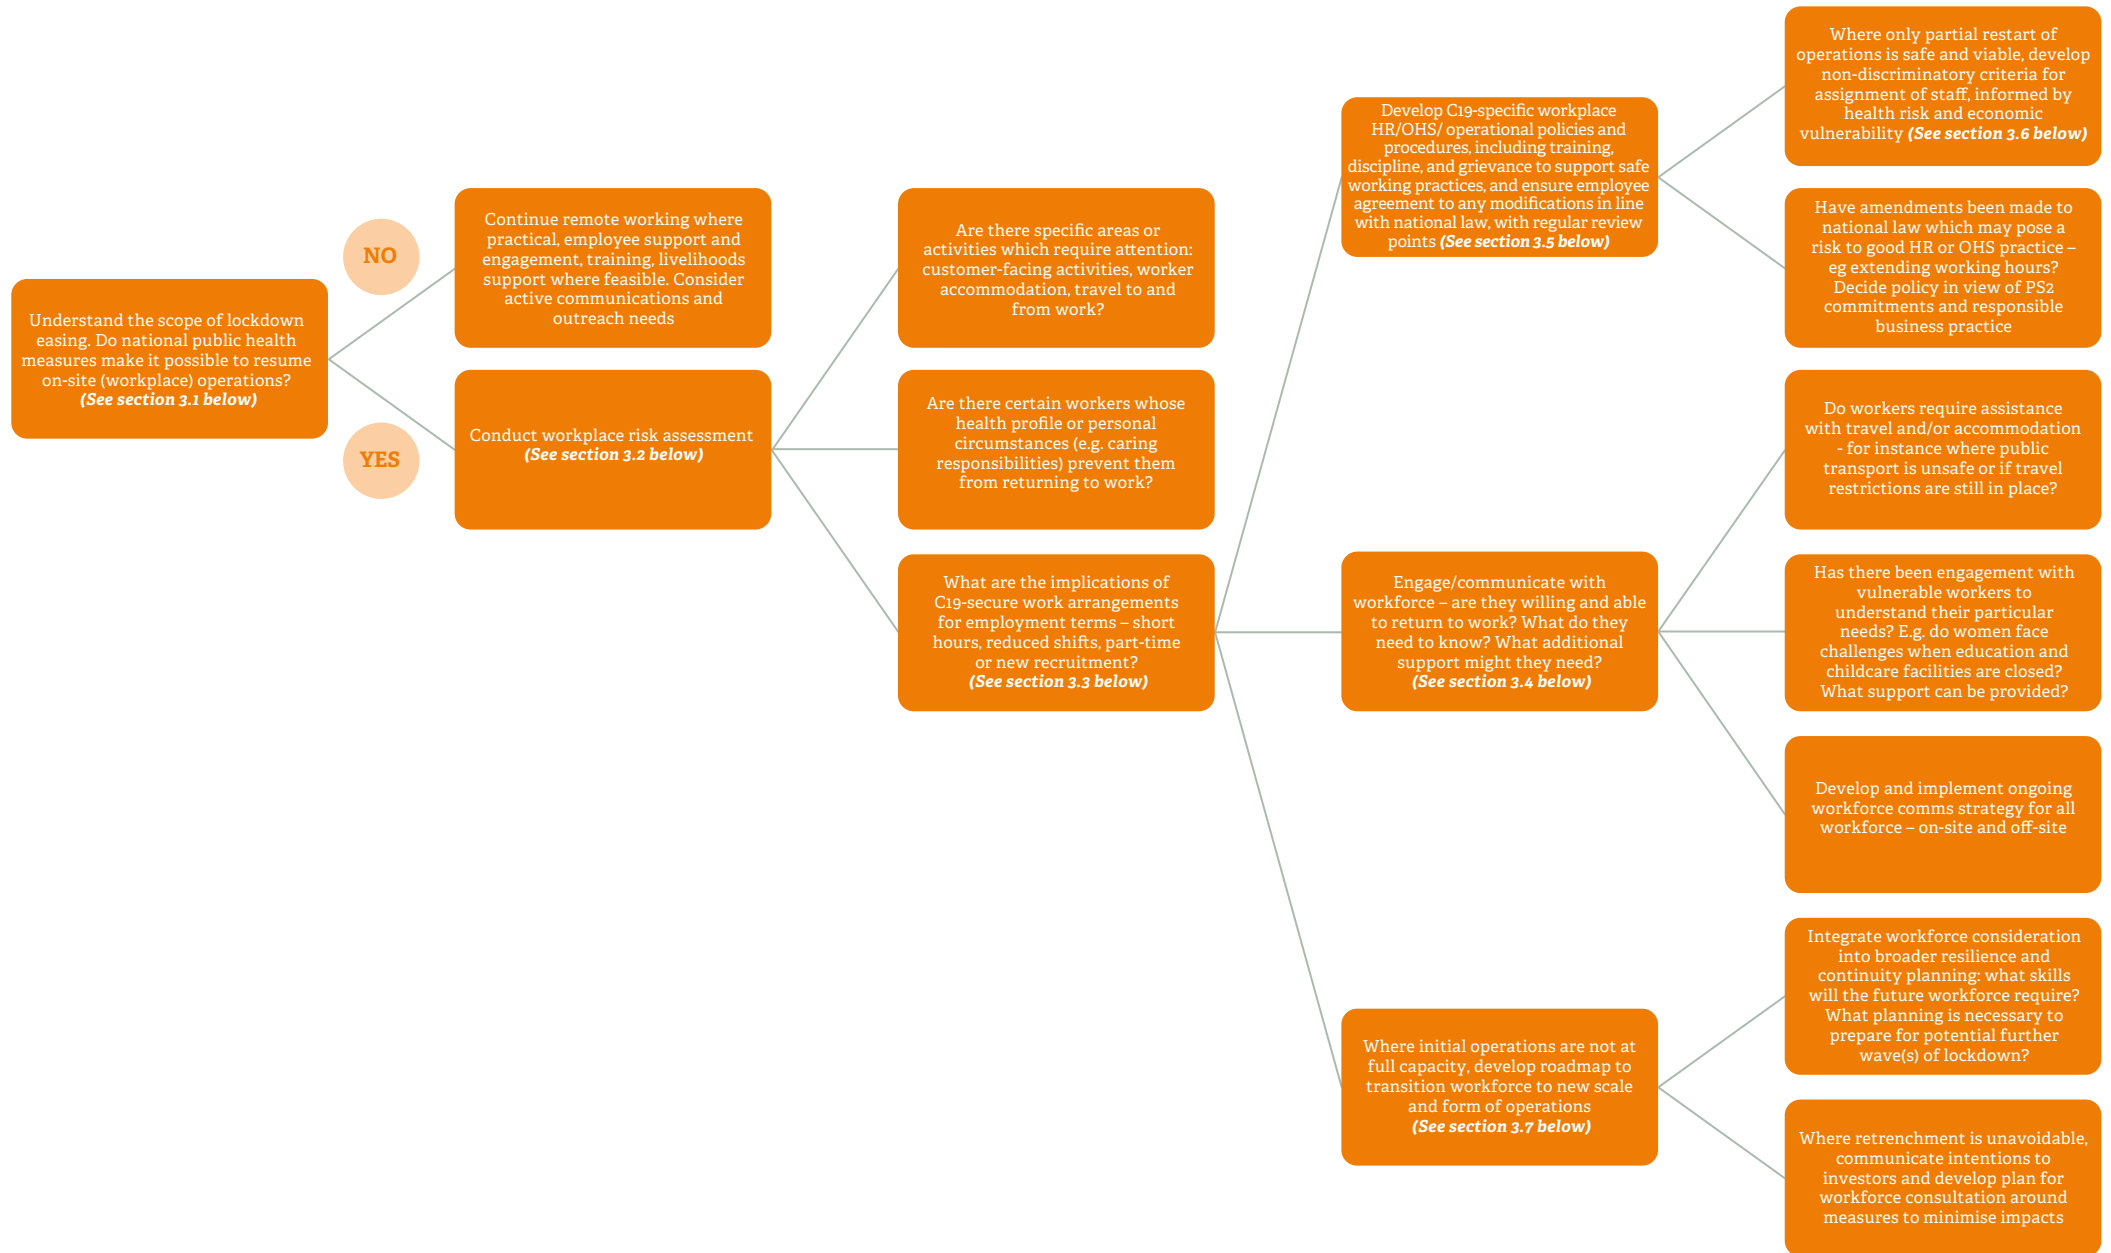 Understand the scope of lockdown
easing. Do national public health
measures make it possible to resume
on-site (workplace) operations?
(See section 3.1 below)
NO
YES
Continue remote working where
practical, employee support and
engagement, training, livelihoods
support where feasible. Consider
active communications and
outreach needs
Conduct workplace risk assessment
(See section 3.2 below)
Are there specific areas or
activities which require attention:
customer-facing activities, worker
accommodation, travel to and
from work?
Are there certain workers whose
health profile or personal
circumstances (e.g. caring
responsibilities) prevent them
from returning to work?
What are the implications of
C19-secure work arrangements
for employment terms – short
hours, reduced shifts, part-time
or new recruitment?
(See section 3.3 below)
Develop C19-specific workplace
HR/OHS/ operational policies and
procedures, including training,
discipline, and grievance to support safe
working practices, and ensure employee
agreement to any modifications in line
with national law, with regular review
points (See section 3.5 below)
Engage/communicate with
workforce – are they willing and able
to return to work? What do they
need to know? What additional
support might they need?
(See section 3.4 below)
Where initial operations are not at
full capacity, develop roadmap to
transition workforce to new scale
and form of operations
(See section 3.7 below)
Where only partial restart of
operations is safe and viable, develop
non-discriminatory criteria for
assignment of staff, informed by
health risk and economic
vulnerability (See section 3.6 below)
Have amendments been made to
national law which may pose a
risk to good HR or OHS practice –
eg extending working hours?
Decide policy in view of PS2
commitments and responsible
business practice
Do workers require assistance
with travel and/or accommodation
- for instance where public
transport is unsafe or if travel
restrictions are still in place?
Has there been engagement with
vulnerable workers to
understand their particular
needs? E.g. do women face
challenges when education and
childcare facilities are closed?
What support can be provided?
Develop and implement ongoing
workforce comms strategy for all
workforce – on-site and off-site
Integrate workforce consideration
into broader resilience and
continuity planning: what skills
will the future workforce require?
What planning is necessary to
prepare for potential further
wave(s) of lockdown?
Where retrenchment is unavoidable,
communicate intentions to
investors and develop plan for
workforce consultation around
measures to minimise impacts